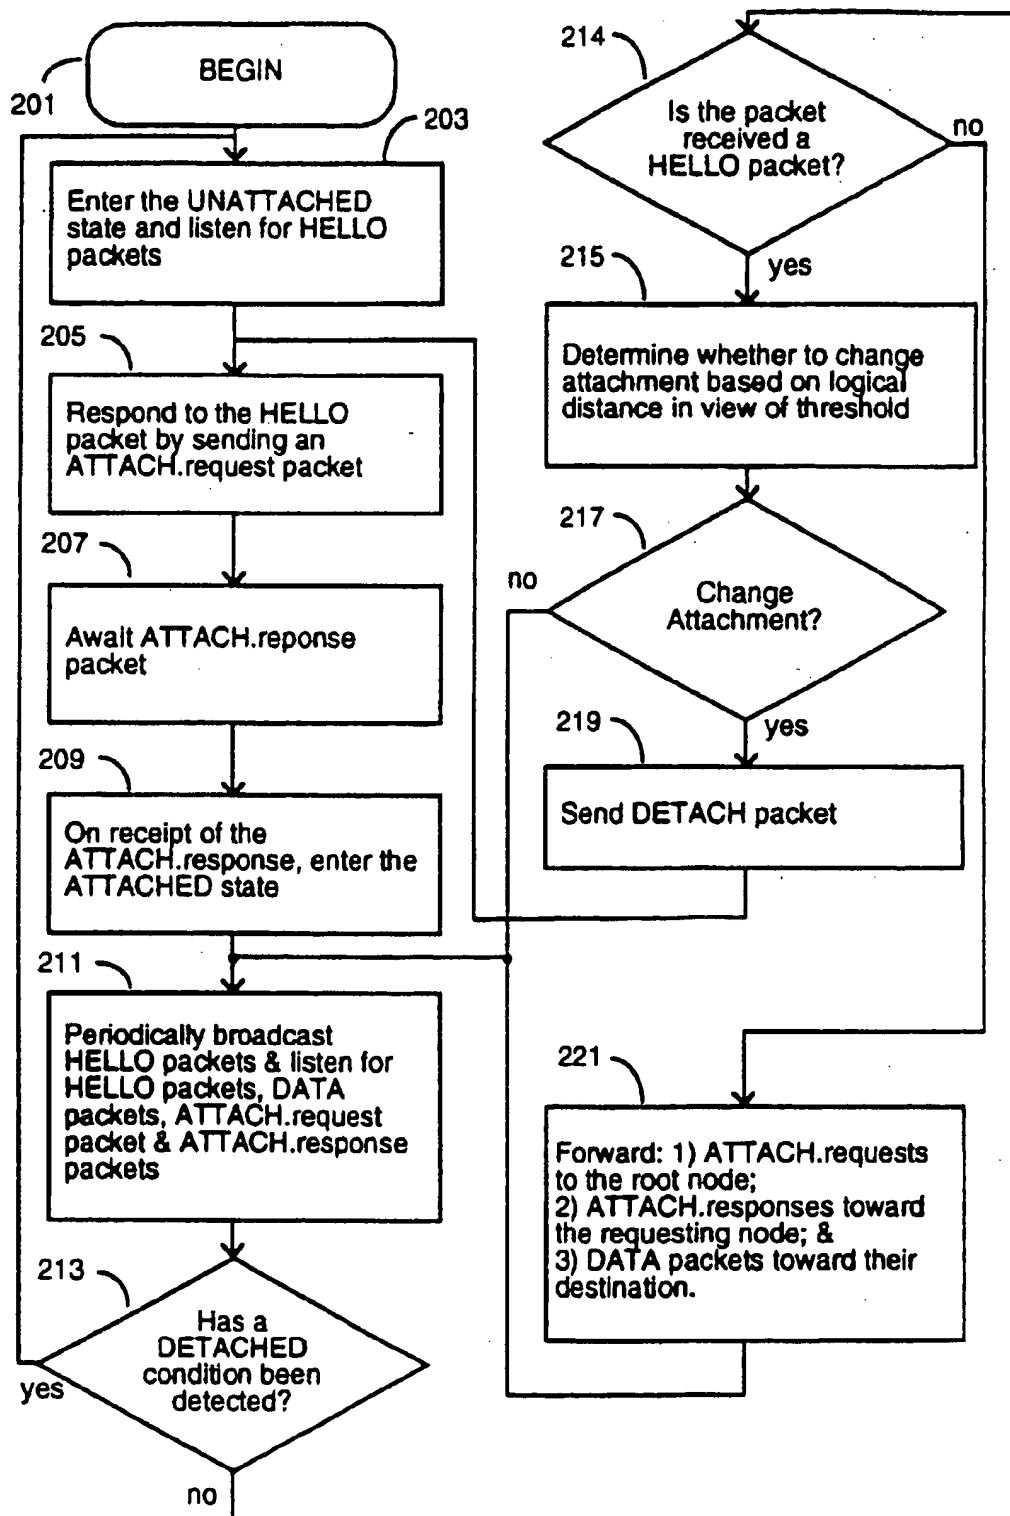 201
BEGIN
203
Enter the UNATTACHED
state and listen for HELLO
packets
205
Respond to the HELLO
packet by sending an
ATTACH.request packet
207
Await ATTACH.reponse
packet
209
On receipt of the
ATTACH.response, enter the
ATTACHED state
211
Periodically broadcast
HELLO packets & listen for
HELLO packets, DATA
packets, ATTACH.request
packet & ATTACH.response
packets
213
Has a
DETACHED
condition been
detected?
yes
no
214
Is the packet
received a
HELLO packet?
no
yes
215
Determine whether to change
attachment based on logical
distance in view of threshold
217
no
Change
Attachment?
yes
219
Send DETACH packet
221
Forward: 1) ATTACH.requests
to the root node;
2) ATTACH.responses toward
the requesting node; &
3) DATA packets toward their
destination.